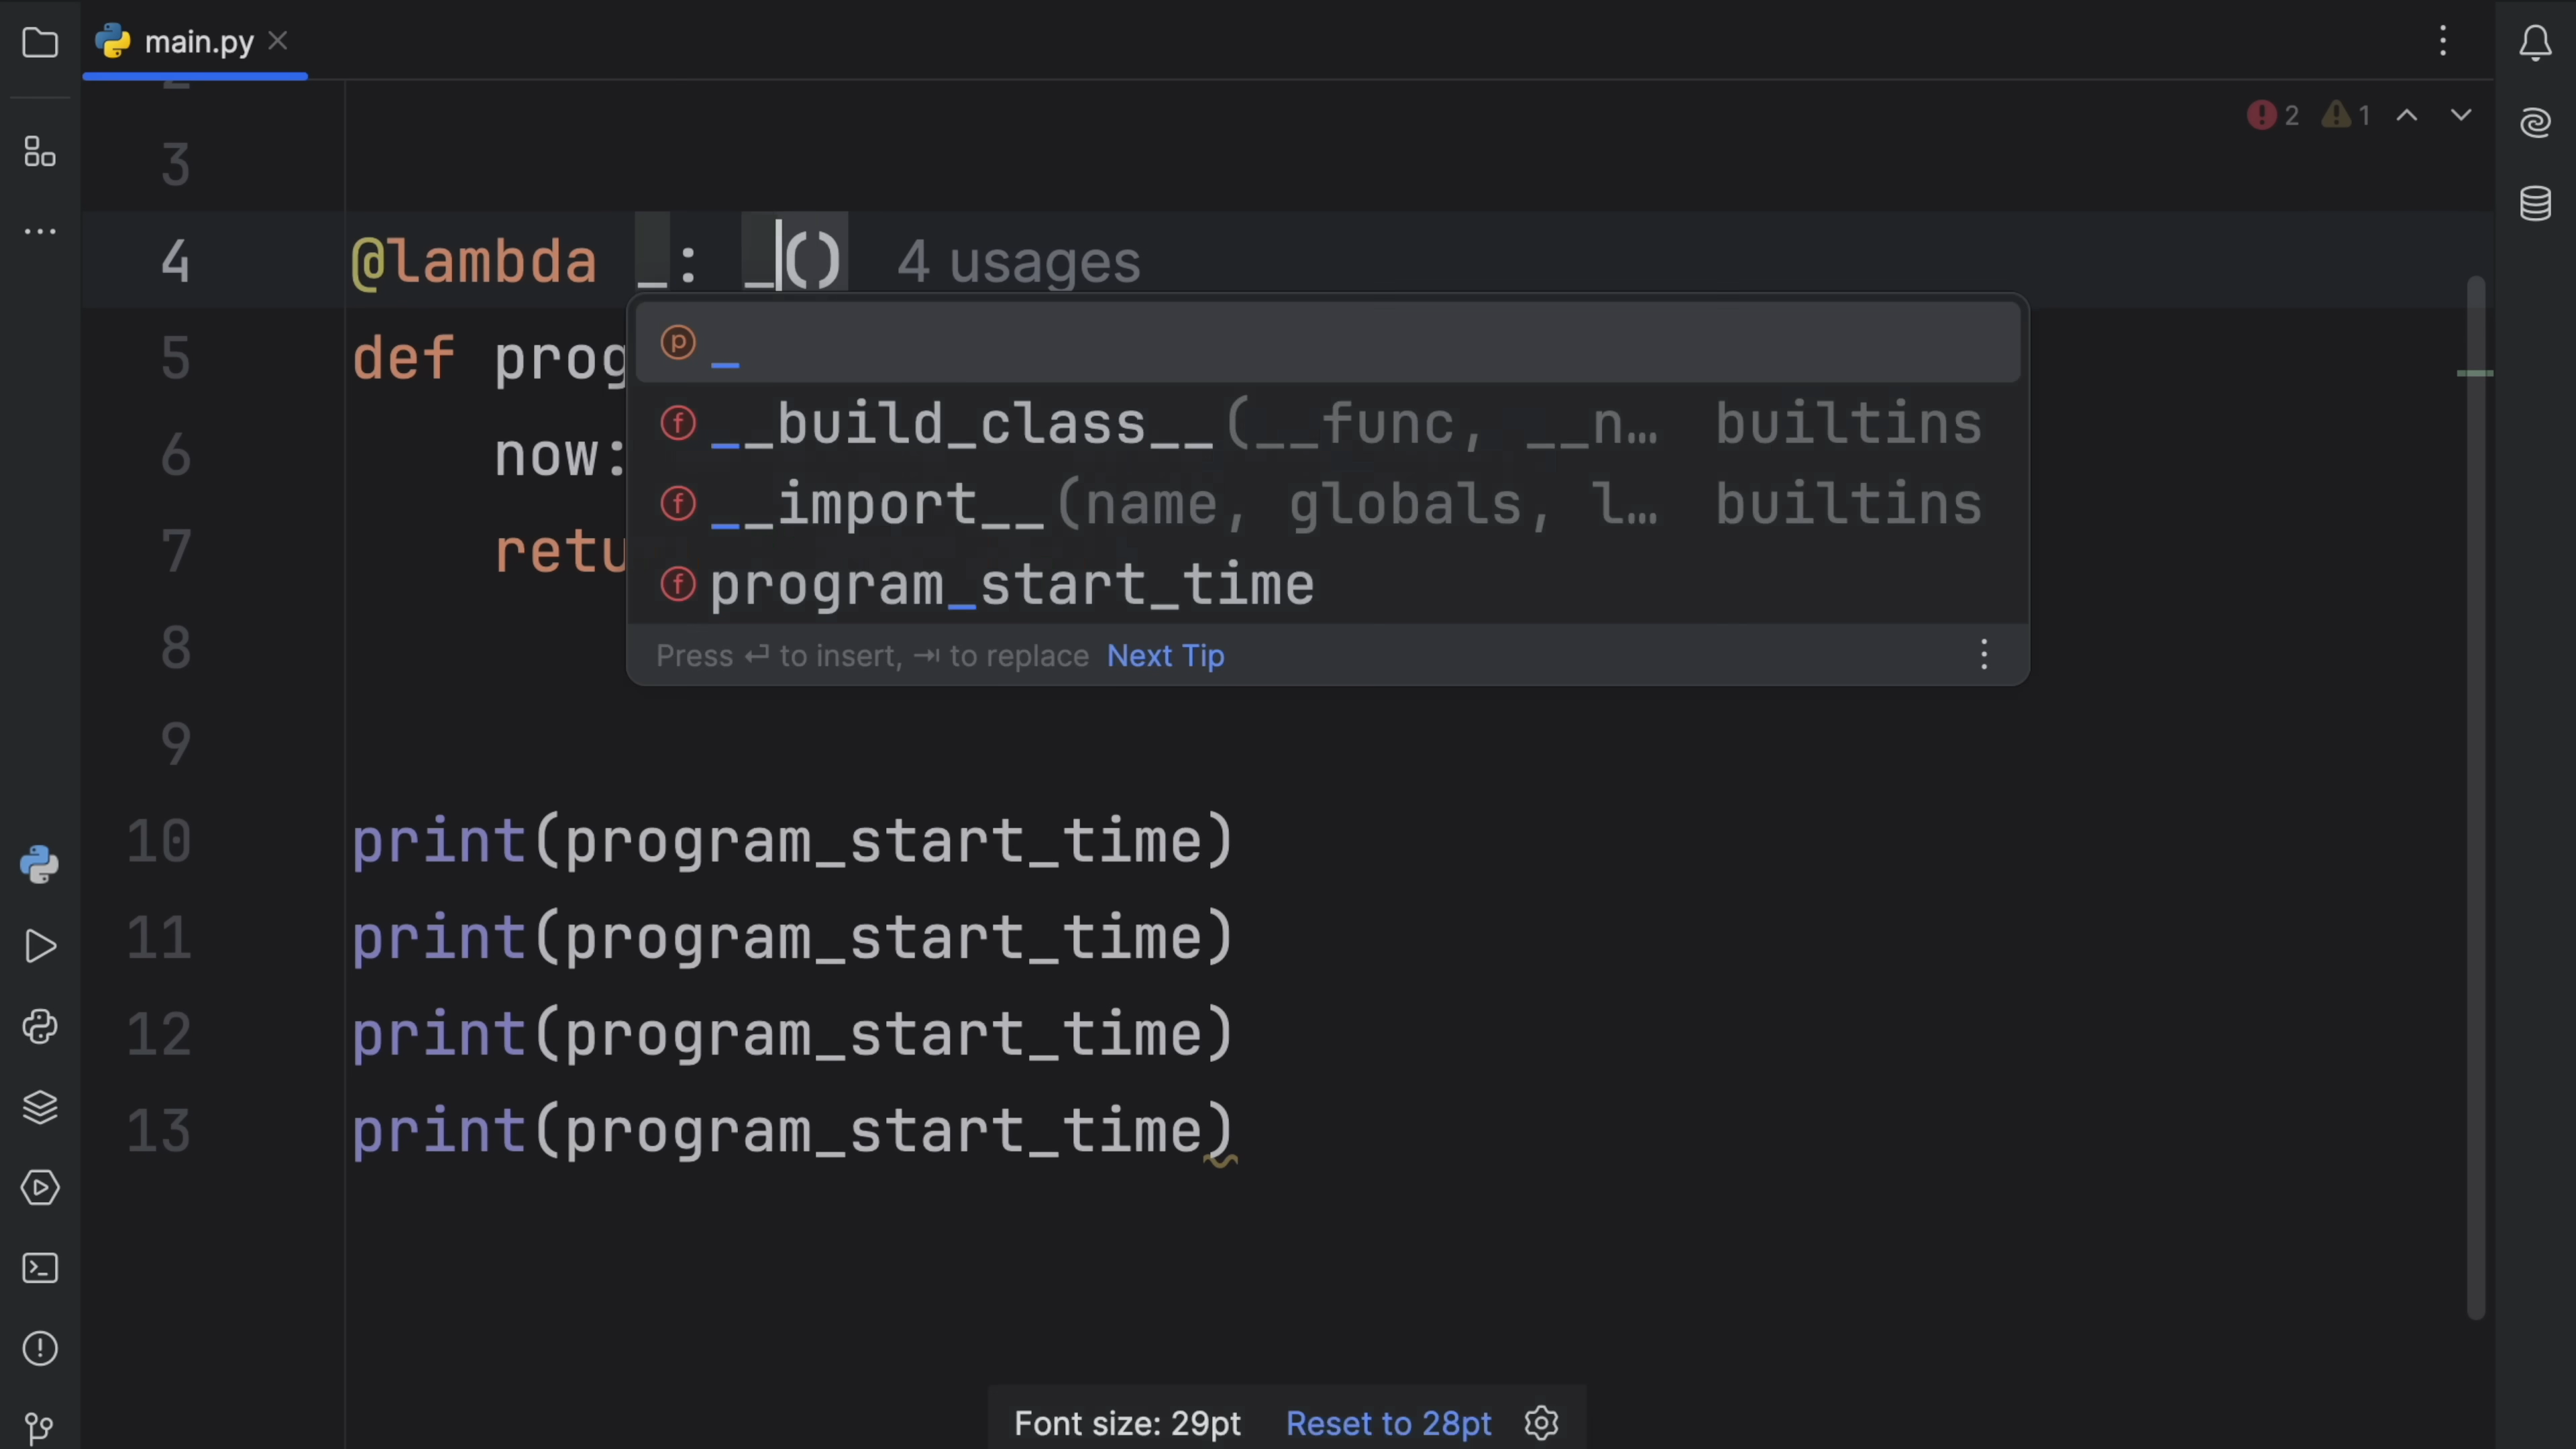 main.py
2 1
2
3
4 @lambda _: _() 4 usages
5 def prog
6 now:
7 retu
8
9
10 print(program_start_time)
11 print(program_start_time)
12 print(program_start_time)
13 print(program_start_time)
_
__build_class__(__func, __n… builtins
__import__(name, globals, l… builtins
program_start_time
Press ⏎ to insert, ⇥ to replace Next Tip
Font size: 29pt Reset to 28pt